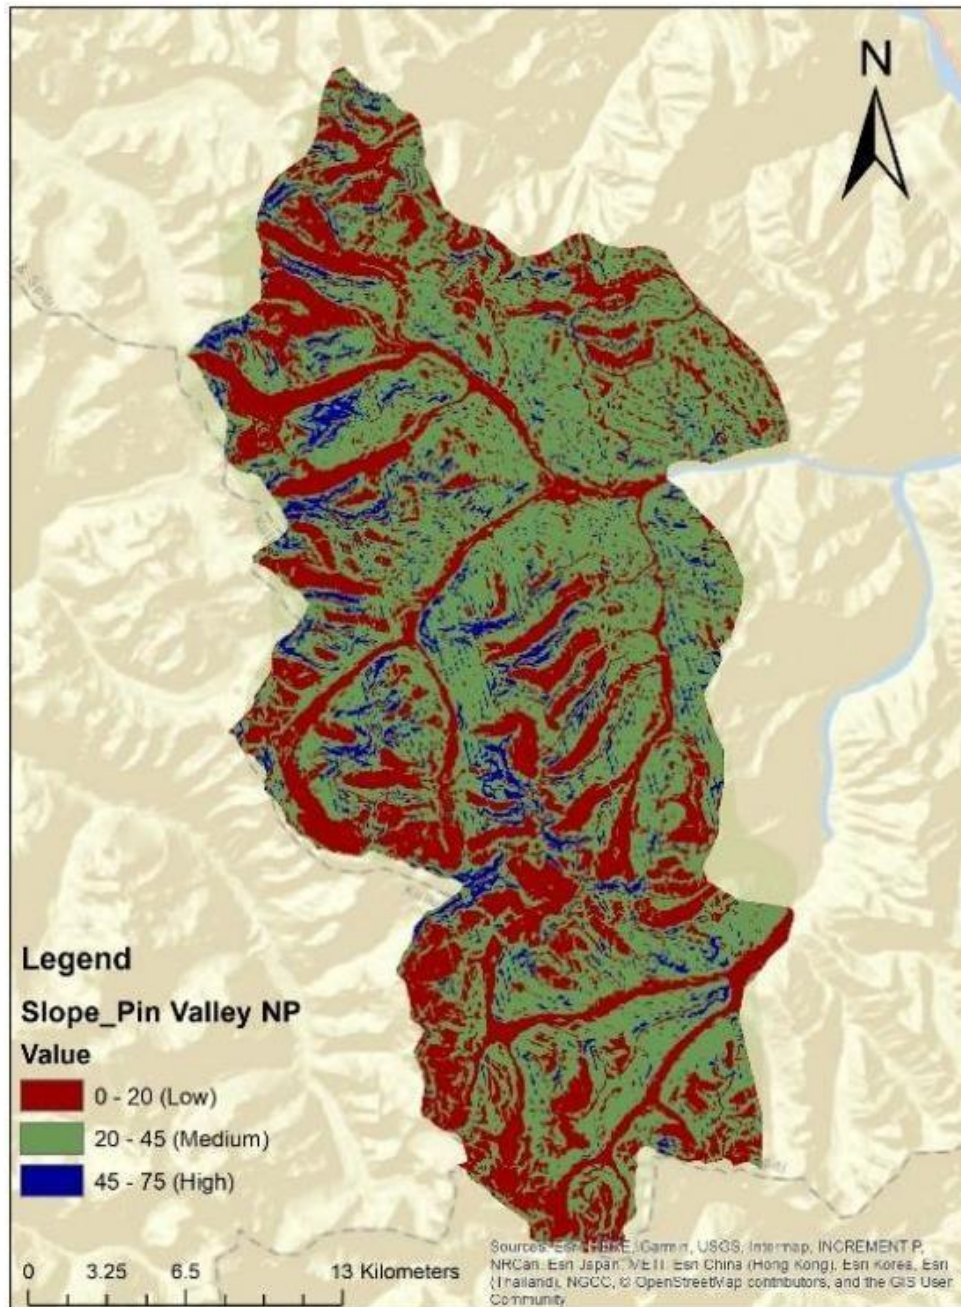 N
Legend
Slope_Pin Valley NP
Value
0 - 20 (Low)
20 - 45 (Medium)
45 - 75 (High)
0 3.25 6.5 13 Kilometers
Sources: Esri, HERE, Garmin, USGS, Intermap, INCREMENT P,
NRCan, Esri Japan, METI, Esri China (Hong Kong), Esri Korea, Esri
(Thailand), NGCC, © OpenStreetMap contributors, and the GIS User
Community